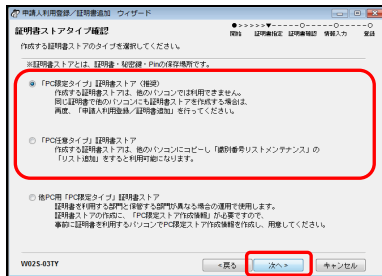 申請人利用登録／証明書追加 ウィザード
証明書ストアタイプ確認
開始 証明書指定 証明書確認 情報入力 登録
作成する証明書ストアのタイプを選択してください。
※証明書ストアとは、証明書・秘密鍵・Pinの保存場所です。
「PC限定タイプ」証明書ストア（推奨）
作成する証明書ストアは、他のパソコンでは利用できません。
同じ証明書で他のパソコンにも証明書ストアを作成する場合は、
再度、「申請人利用登録／証明書追加」を行ってください。
「PC任意タイプ」証明書ストア
作成する証明書ストアは、他のパソコンにコピーし「識別番号リストメンテナンス」の
「リスト追加」をすると利用可能になります。
他PC用「PC限定タイプ」証明書ストア
証明書を利用する部門と保管する部門が異なる場合の運用で使用します。
証明書ストアの作成に、「PC限定ストア作成情報」が必要ですので、
事前に証明書を利用するパソコンでPC限定ストア作成情報を作成し、用意してください。
W02S-03TY
<戻る 次へ> キャンセル